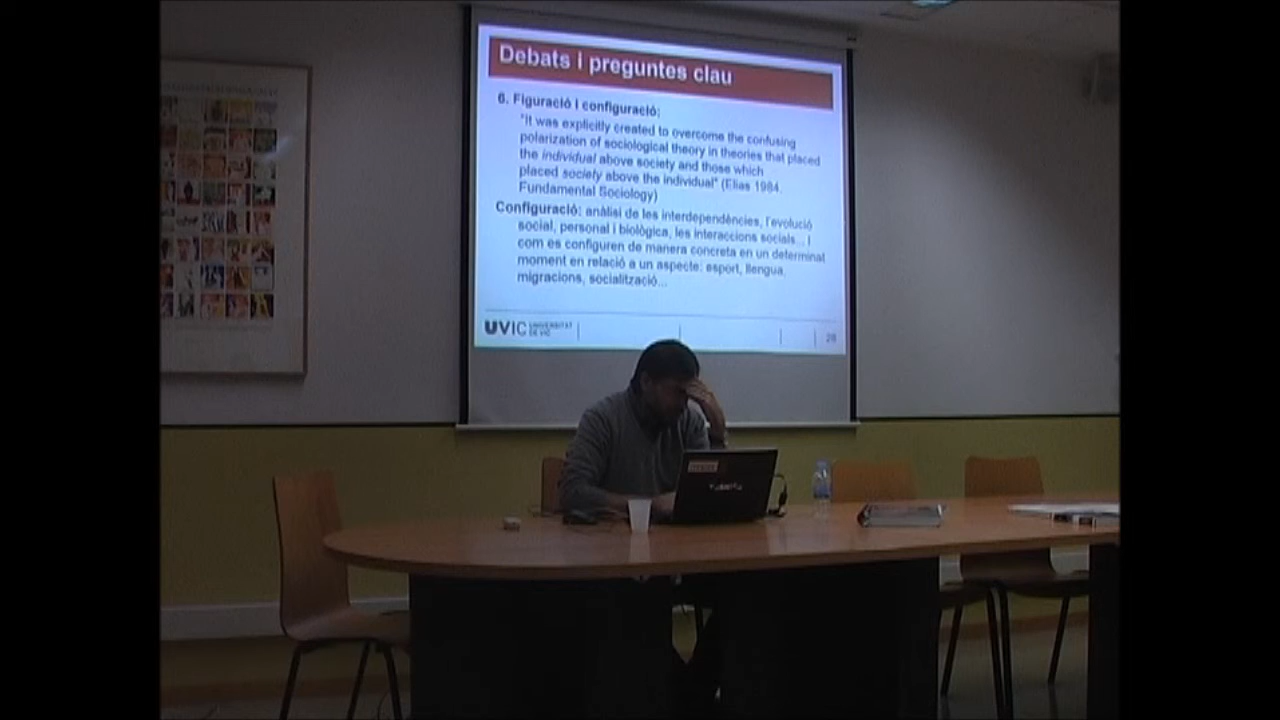 Debats i preguntes clau
6. Figuració i configuració:
"It was explicitly created to overcome the confusing
polarization of sociological theory in theories that placed
the individual above society and those which
placed society above the individual" (Elias 1984.
Fundamental Sociology)
Configuració: anàlisi de les interdependències, l'evolució
social, personal i biològica, les interaccions socials... i
com es configuren de manera concreta en un determinat
moment en relació a un aspecte: esport, llengua,
migracions, socialització...
UVIC UNIVERSITAT
DE VIC